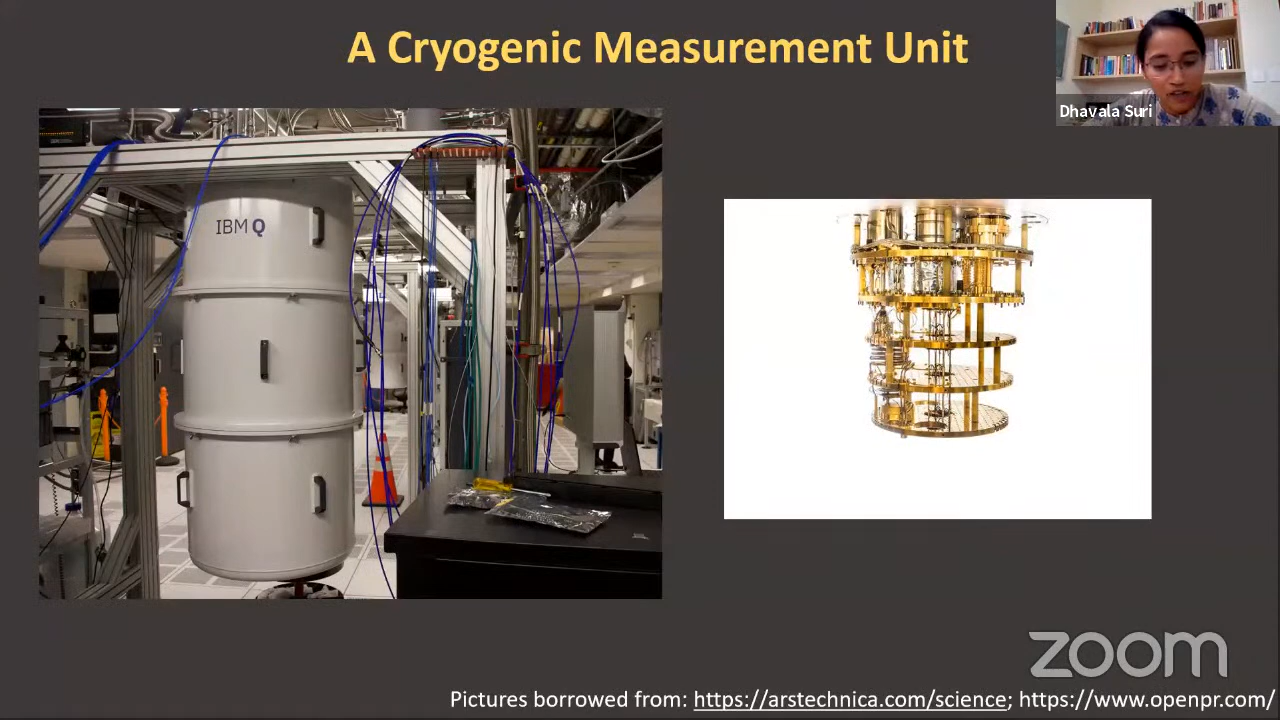 A Cryogenic Measurement Unit
Dhavala Suri
IBM Q
zoom
Pictures borrowed from: https://arstechnica.com/science; https://www.openpr.com/